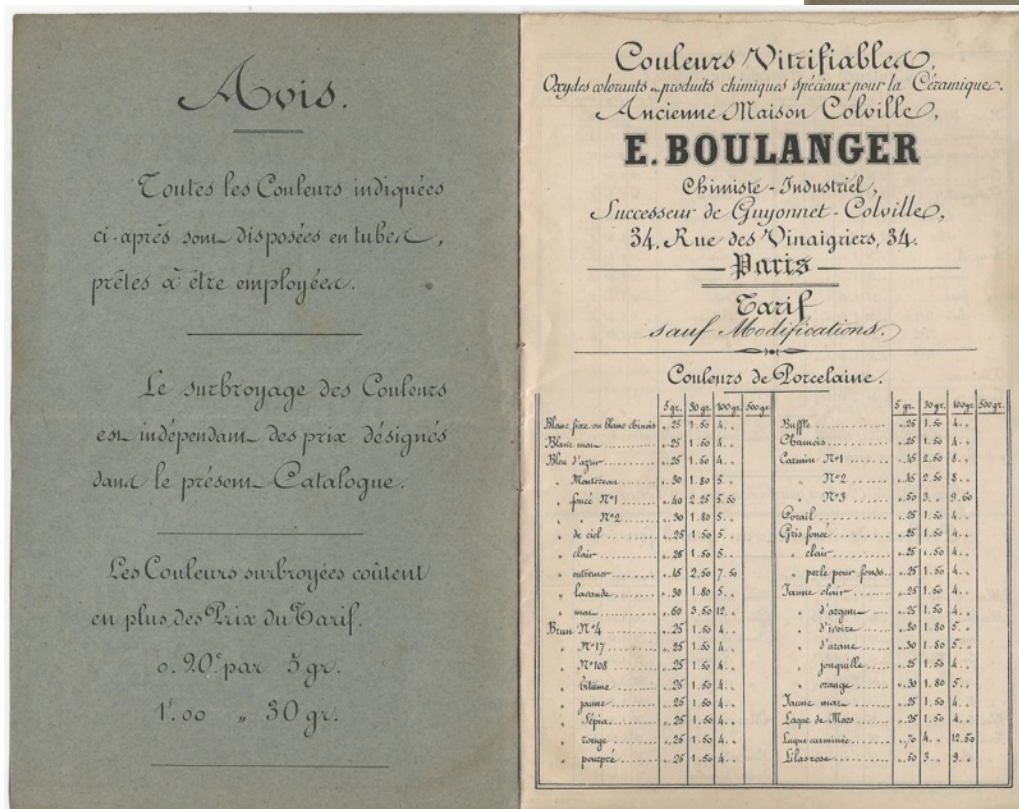 Avis.
Toutes les Couleurs indiquées
ci-après sont disposées en tubes,
prêtes à être employées.
Le surbroyage des Couleurs
est indépendant des prix désignés
dans le présent Catalogue.
Les Couleurs surbroyées coûtent
en plus des Prix du Tarif.
0.20c par 5 gr.
1f.00 „ 30 gr.
Couleurs Vitrifiables,
Oxydes colorants & produits chimiques spéciaux pour la Céramique.
Ancienne Maison Colville,
E. BOULANGER
Chimiste-Industriel,
Successeur de Guyonnet-Colville,
34, Rue des Vinaigriers, 34.
Paris
Tarif
sauf Modifications.
Couleurs de Porcelaine.
5 gr. 30 gr. 100 gr. 500 gr.
Blanc fixe ou blanc chinois „.25 1.50 4.„
Blanc mat „.25 1.50 4.„
Bleu d'azur „.25 1.50 4.„
„ Montereau „.30 1.80 5.„
„ foncé N°1 „.40 2.25 5.50
„ „ N°2 „.30 1.80 5.„
„ de ciel „.25 1.50 5.„
„ clair „.25 1.50 5.„
„ outremer „.45 2.50 7.50
„ lavande „.30 1.80 5.„
„ mat „.60 3.50 12.„
Brun N°4 „.25 1.50 4.„
„ N°17 „.25 1.50 4.„
„ N°108 „.25 1.50 4.„
„ bitume „.25 1.50 4.„
„ jaune „.25 1.50 4.„
„ Sépia „.25 1.50 4.„
„ rouge „.25 1.50 4.„
„ pourpré „.25 1.50 4.„
5 gr. 30 gr. 100 gr. 500 gr.
Buffle „.25 1.50 4.„
Chamois „.25 1.50 4.„
Carmin N°1 „.45 2.50 8.„
„ N°2 „.45 2.50 8.„
„ N°3 „.50 3.„ 9.60
Corail „.25 1.50 4.„
Gris foncé „.25 1.50 4.„
„ clair „.25 1.50 4.„
„ perle pour fonds „.25 1.50 4.„
Jaune clair „.25 1.50 4.„
„ d'argent „.25 1.50 4.„
„ d'ivoire „.30 1.80 5.„
„ d'urane „.30 1.80 5.„
„ jonquille „.25 1.50 4.„
„ orange „.30 1.80 5.„
Jaune mat „.25 1.50 4.„
Laque de Mars „.25 1.50 4.„
Laque carminée „.70 4.„ 12.50
Lilas rose „.50 3.„ 9.„